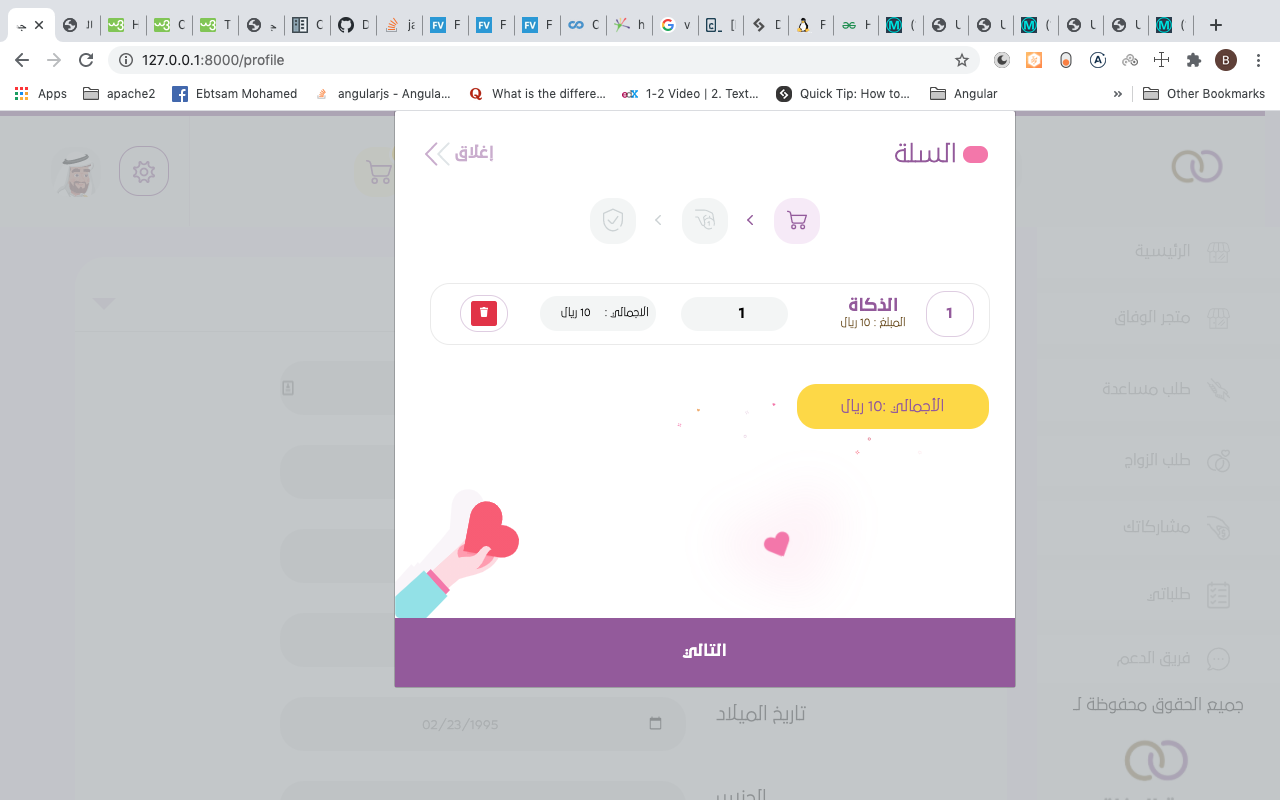 127.0.0.1:8000/profile
B
Apps
apache2
Ebtsam Mohamed
angularjs - Angula...
What is the differe...
1-2 Video | 2. Text...
Quick Tip: How to...
Angular
»
Other Bookmarks
السلة
إغلاق
1
الذكاة
المبلغ : 10 ريال
1
الاجمالي : 10 ريال
الأجمالي :10 ريال
التالي
الرئيسية
متجر الوفاق
طلب مساعدة
طلب الزواج
مشاركاتك
طلباتي
فريق الدعم
جميع الحقوق محفوظة لـ
تاريخ الميلاد
02/23/1995
الجنس